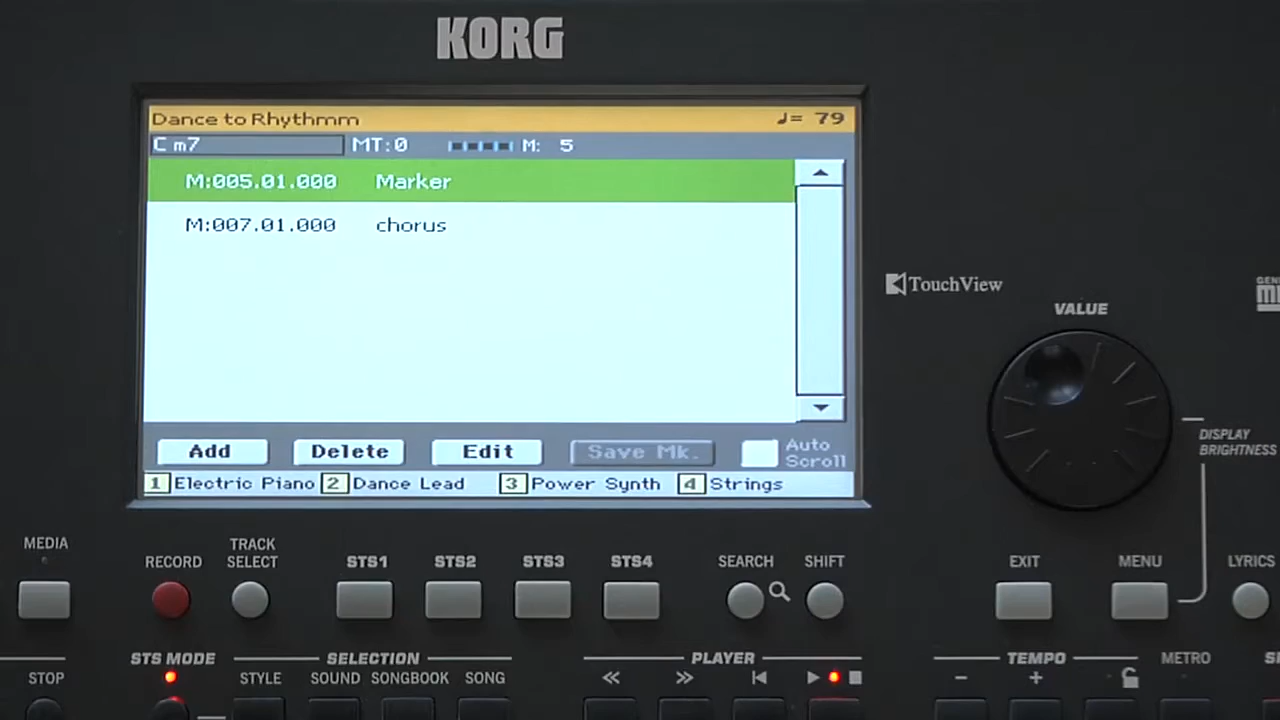 KORG
Dance to Rhythmm ♩= 79
C m7 MT:0 M: 5
M:005.01.000 Marker
M:007.01.000 chorus
Add Delete Edit Save Mk. Auto Scroll
1 Electric Piano 2 Dance Lead 3 Power Synth 4 Strings
TouchView
VALUE
DISPLAY
BRIGHTNESS
MEDIA
RECORD
TRACK
SELECT
STS1 STS2 STS3 STS4 SEARCH SHIFT EXIT MENU LYRICS
STS MODE SELECTION PLAYER TEMPO METRO
STOP STYLE SOUND SONGBOOK SONG − +